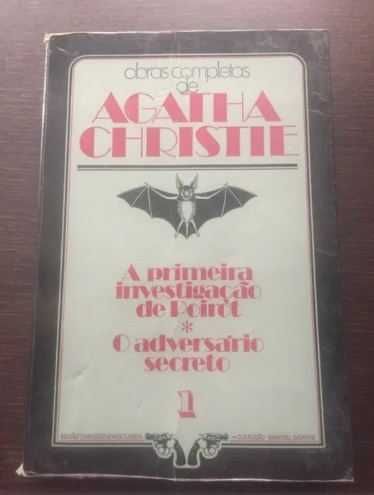 obras completas
de
AGATHA
CHRISTIE
A primeira
investigação
de Poirot
*
O adversário
secreto
1